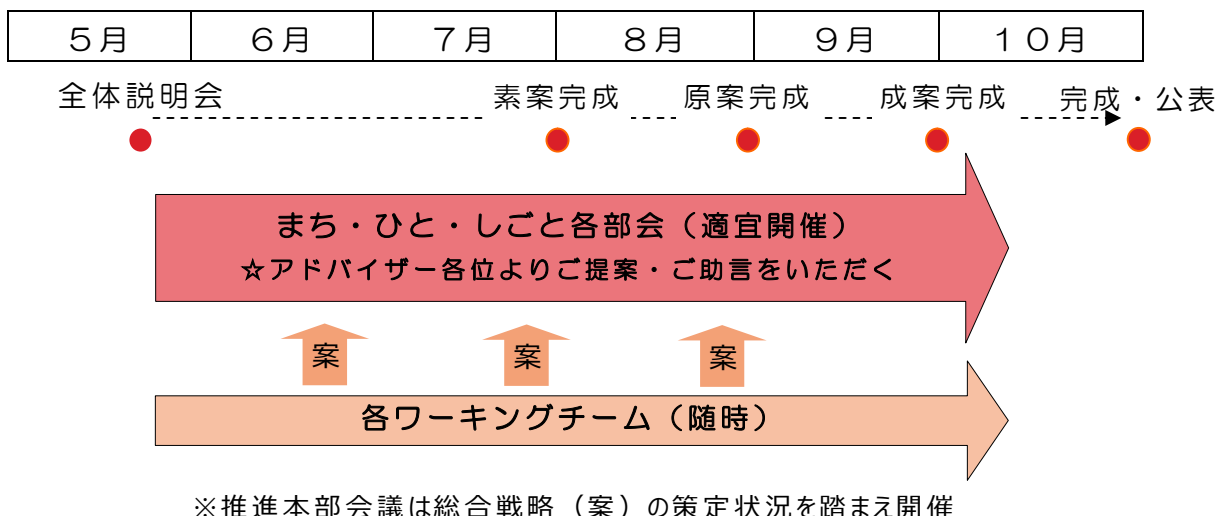 ５月 ６月 ７月 ８月 ９月 １０月
全体説明会 素案完成 原案完成 成案完成 完成・公表
まち・ひと・しごと各部会（適宜開催）
☆アドバイザー各位よりご提案・ご助言をいただく
案 案 案
各ワーキングチーム（随時）
※推進本部会議は総合戦略（案）の策定状況を踏まえ開催